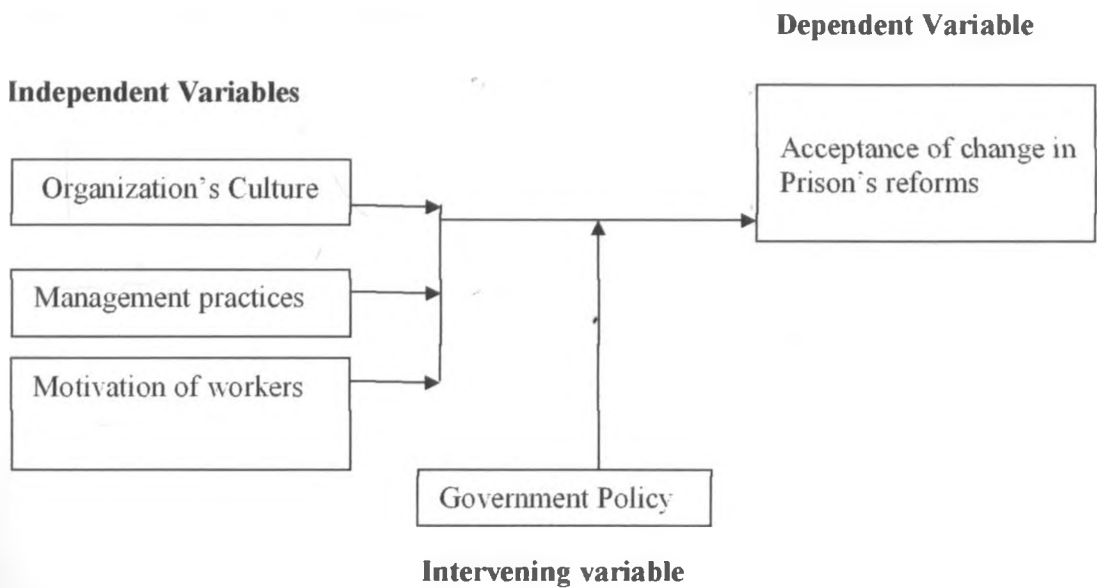 Dependent Variable
Independent Variables
Organization's Culture
Acceptance of change in
Prison's reforms
Management practices
Motivation of workers
Government Policy
Intervening variable